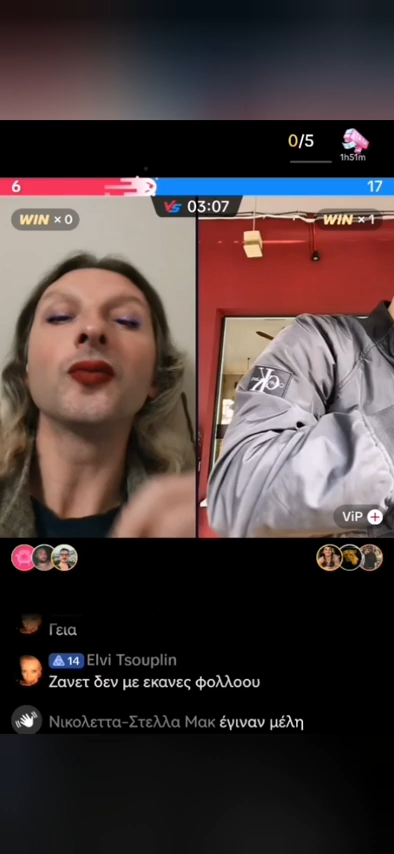 0/5
1h51m
6
17
VS 03:07
WIN × 0
WIN × 1
ViP
Γεια
14 Elvi Tsouplin
Ζανετ δεν με εκανες φολλοου
Νικολεττα-Στελλα Μακ έγιναν μέλη